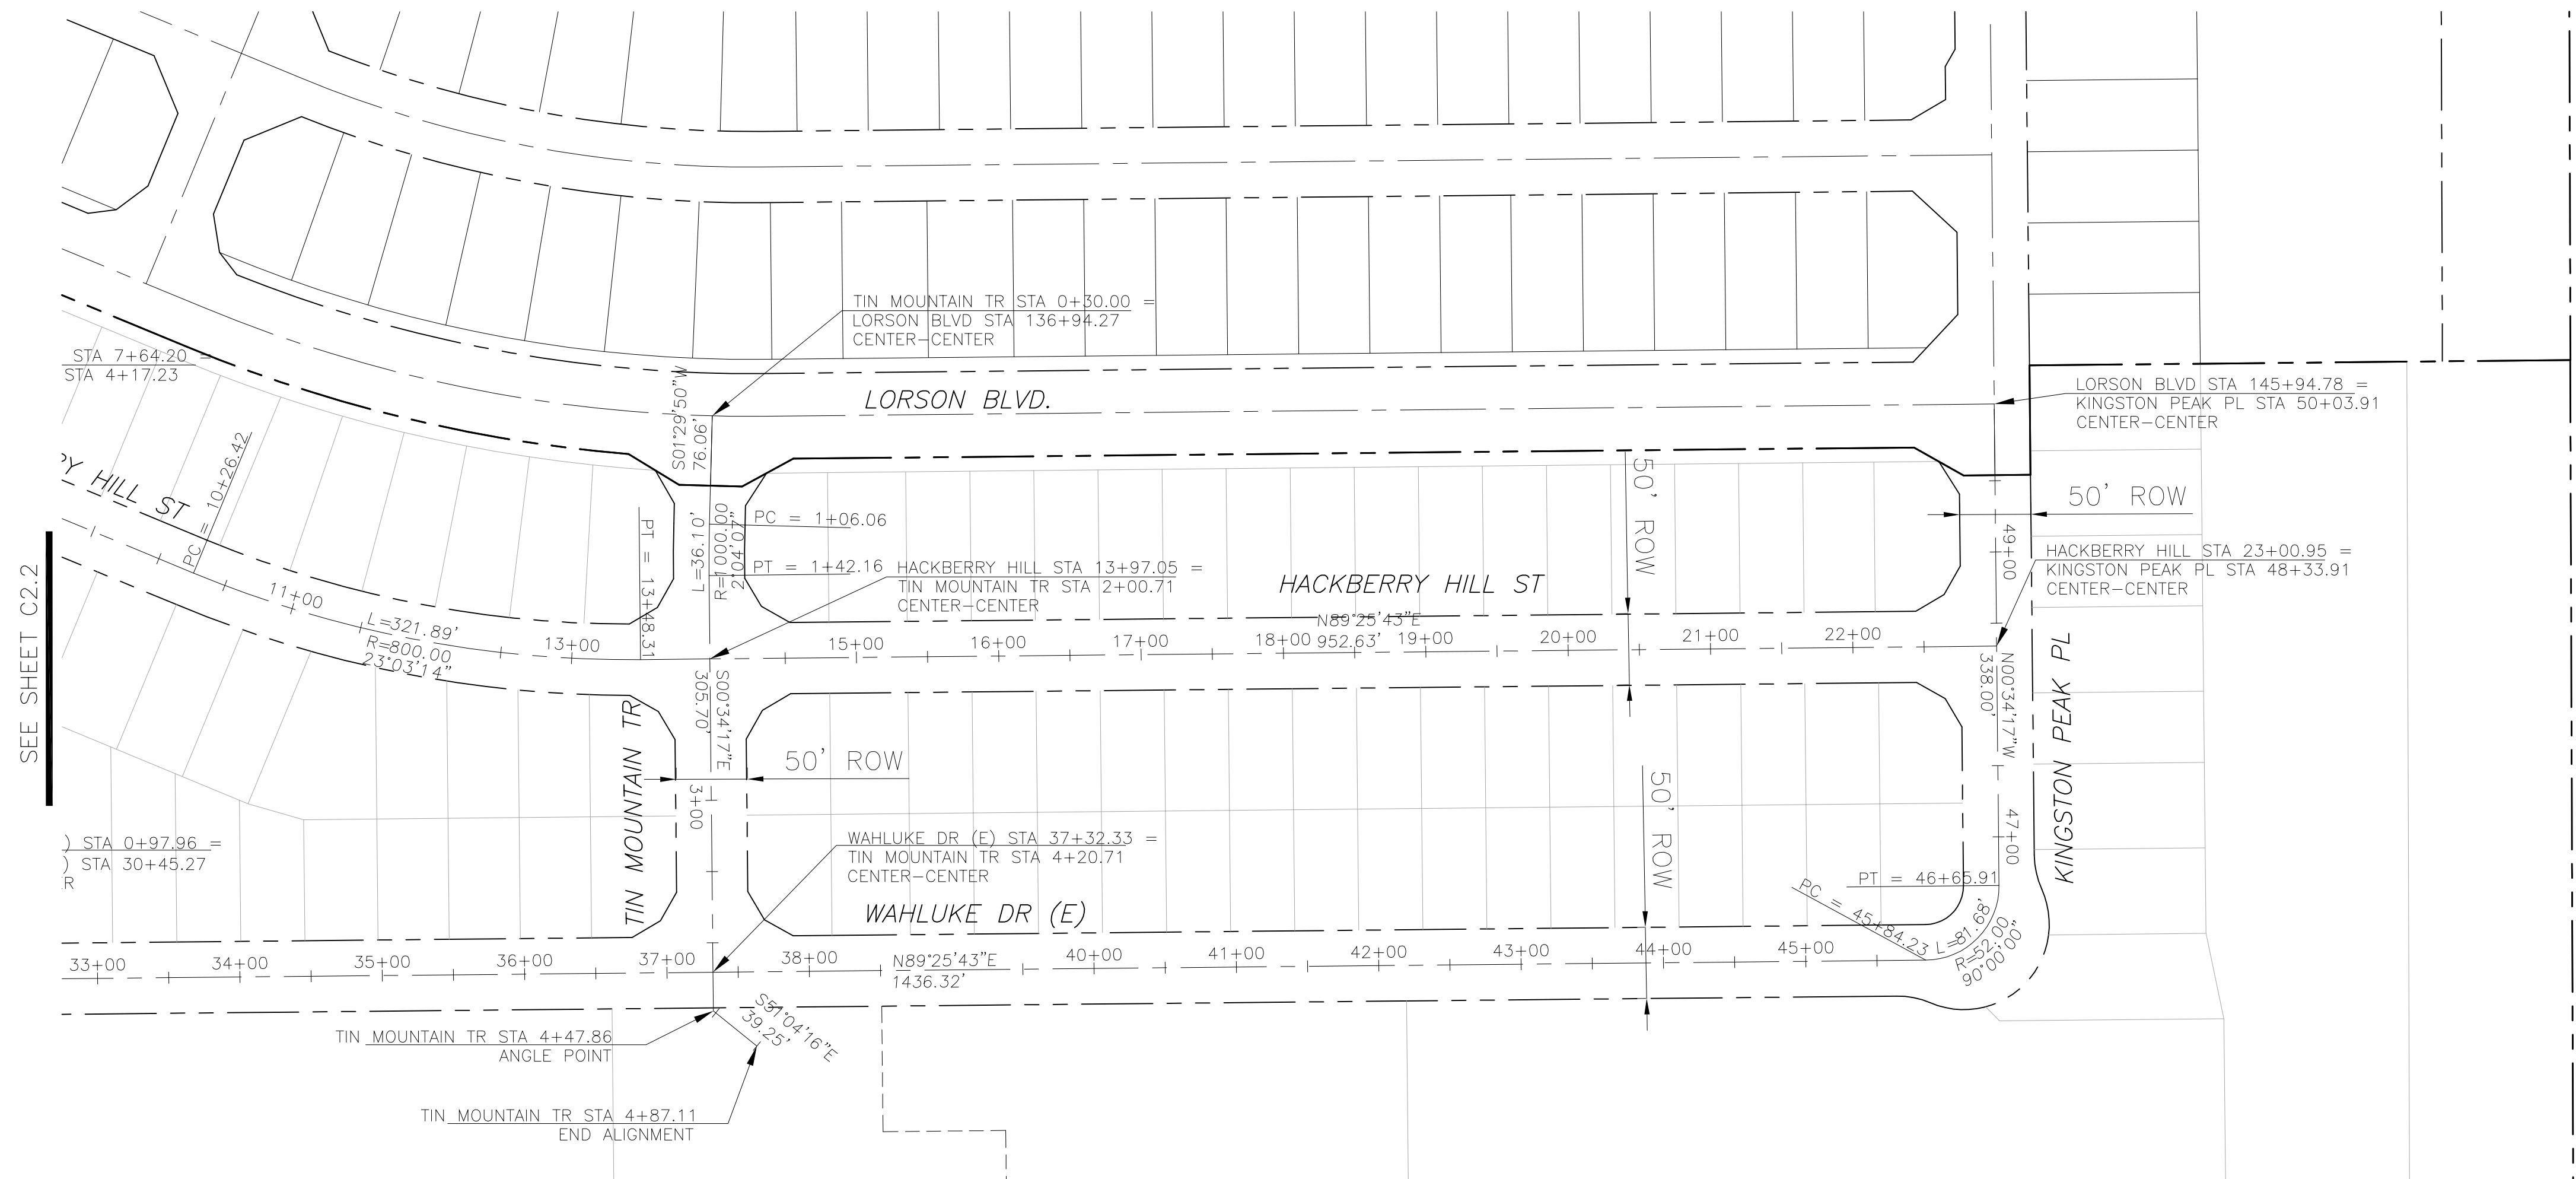 TIN MOUNTAIN TR STA 0+30.00 =
LORSON BLVD STA 136+94.27
CENTER-CENTER
STA 7+64.20 =
STA 4+17.23
S01°29'50"W
76.06'
LORSON BLVD.
LORSON BLVD STA 145+94.78 =
KINGSTON PEAK PL STA 50+03.91
CENTER-CENTER
HILL ST
PC = 10+26.42
50' ROW
50' ROW
PT = 13+48.31
L=36.10'
R=1000.00
2°04'07"
PC = 1+06.06
PT = 1+42.16
HACKBERRY HILL STA 13+97.05 =
TIN MOUNTAIN TR STA 2+00.71
CENTER-CENTER
HACKBERRY HILL ST
49+00
HACKBERRY HILL STA 23+00.95 =
KINGSTON PEAK PL STA 48+33.91
CENTER-CENTER
SEE SHEET C2.2
11+00
L=321.89'
R=800.00
23°03'14"
13+00
15+00
16+00
17+00
18+00
N89°25'43"E
952.63'
19+00
20+00
21+00
22+00
S00°34'17"E
305.70'
N00°34'17"W
338.00'
KINGSTON PEAK PL
TIN MOUNTAIN TR
50' ROW
3+00
50' ROW
47+00
) STA 0+97.96 =
) STA 30+45.27
R
WAHLUKE DR (E) STA 37+32.33 =
TIN MOUNTAIN TR STA 4+20.71
CENTER-CENTER
WAHLUKE DR (E)
PT = 46+65.91
PC = 45+84.23
L=81.68'
R=52.00
90°00'00"
33+00
34+00
35+00
36+00
37+00
38+00
N89°25'43"E
1436.32'
40+00
41+00
42+00
43+00
44+00
45+00
S51°04'16"E
39.25'
TIN MOUNTAIN TR STA 4+47.86
ANGLE POINT
TIN MOUNTAIN TR STA 4+87.11
END ALIGNMENT